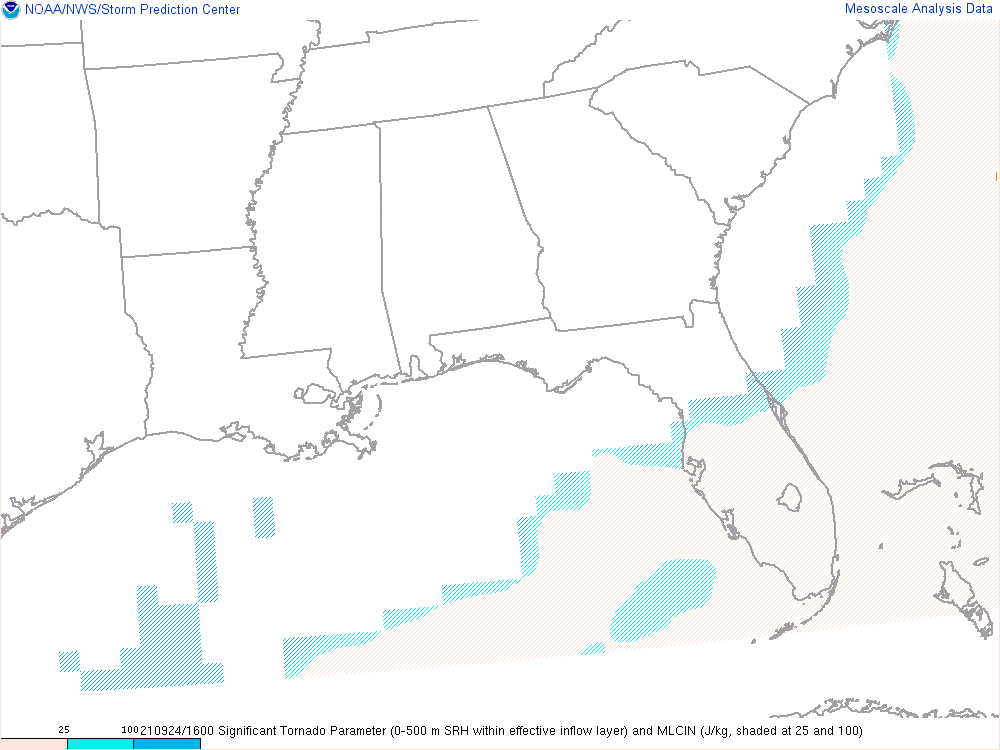 NOAA/NWS/Storm Prediction Center
Mesoscale Analysis Data
25 100
210924/1600 Significant Tornado Parameter (0-500 m SRH within effective inflow layer) and MLCIN (J/kg, shaded at 25 and 100)